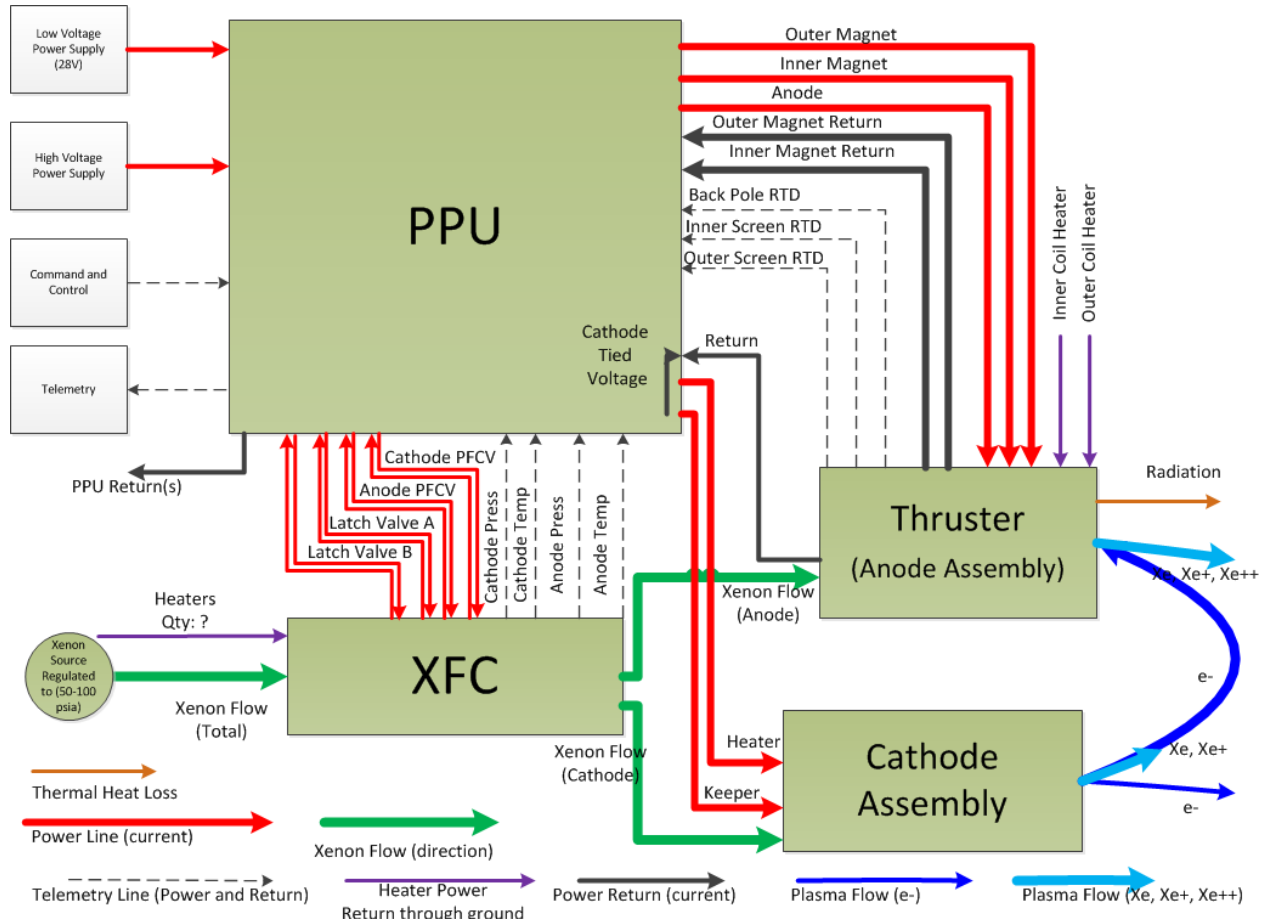 Low Voltage
Power Supply
(28V)
High Voltage
Power Supply
Command and
Control
Telemetry
PPU
Outer Magnet
Inner Magnet
Anode
Outer Magnet Return
Inner Magnet Return
Back Pole RTD
Inner Screen RTD
Outer Screen RTD
Inner Coil Heater
Outer Coil Heater
Cathode
Tied
Voltage
Return
PPU Return(s)
Cathode PFCV
Anode PFCV
Latch Valve A
Latch Valve B
Cathode Press
Cathode Temp
Anode Press
Anode Temp
Thruster
(Anode Assembly)
Radiation
Xe, Xe+, Xe++
Xenon Flow
(Anode)
Heaters
Qty: ?
Xenon
Source
Regulated
to (50-100
psia)
XFC
Xenon Flow
(Total)
Xenon Flow
(Cathode)
Heater
Keeper
Cathode
Assembly
e-
Xe, Xe+
e-
Thermal Heat Loss
Power Line (current)
Xenon Flow (direction)
Telemetry Line (Power and Return)
Heater Power
Return through ground
Power Return (current)
Plasma Flow (e-)
Plasma Flow (Xe, Xe+, Xe++)